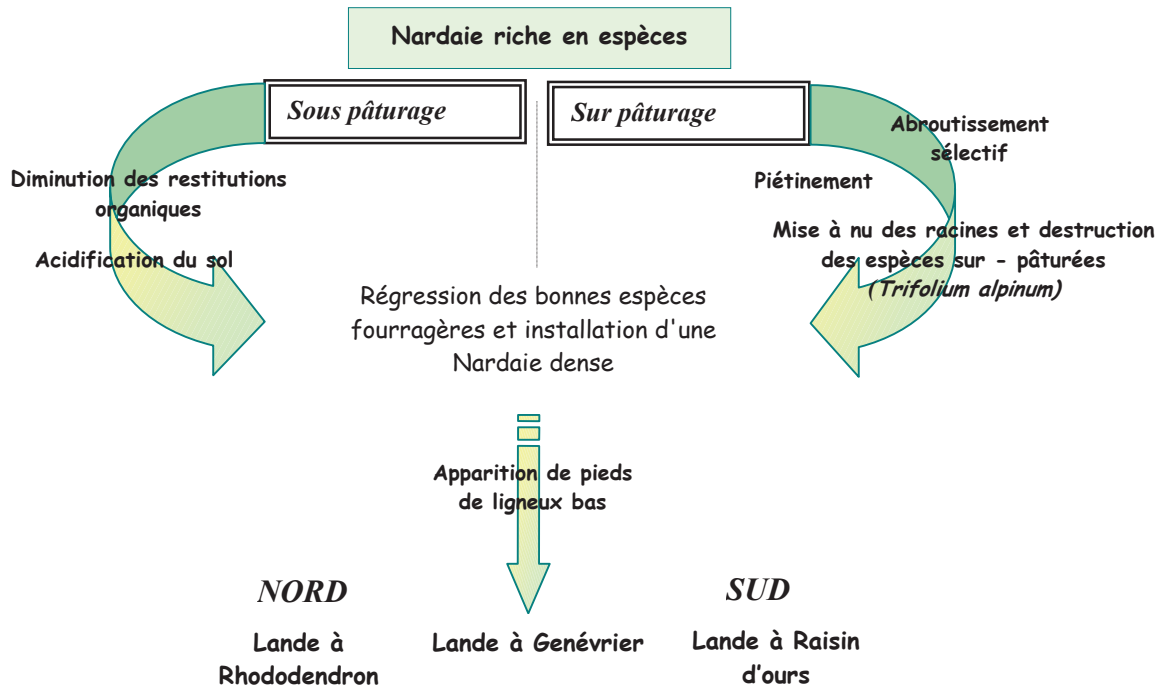 Nardaie riche en espèces
Sous pâturage
Sur pâturage
Diminution des restitutions
organiques
Acidification du sol
Abroutissement
sélectif
Piétinement
Mise à nu des racines et destruction
des espèces sur - pâturées
(Trifolium alpinum)
Régression des bonnes espèces
fourragères et installation d'une
Nardaie dense
Apparition de pieds
de ligneux bas
NORD
SUD
Lande à
Rhododendron
Lande à Genévrier
Lande à Raisin
d'ours